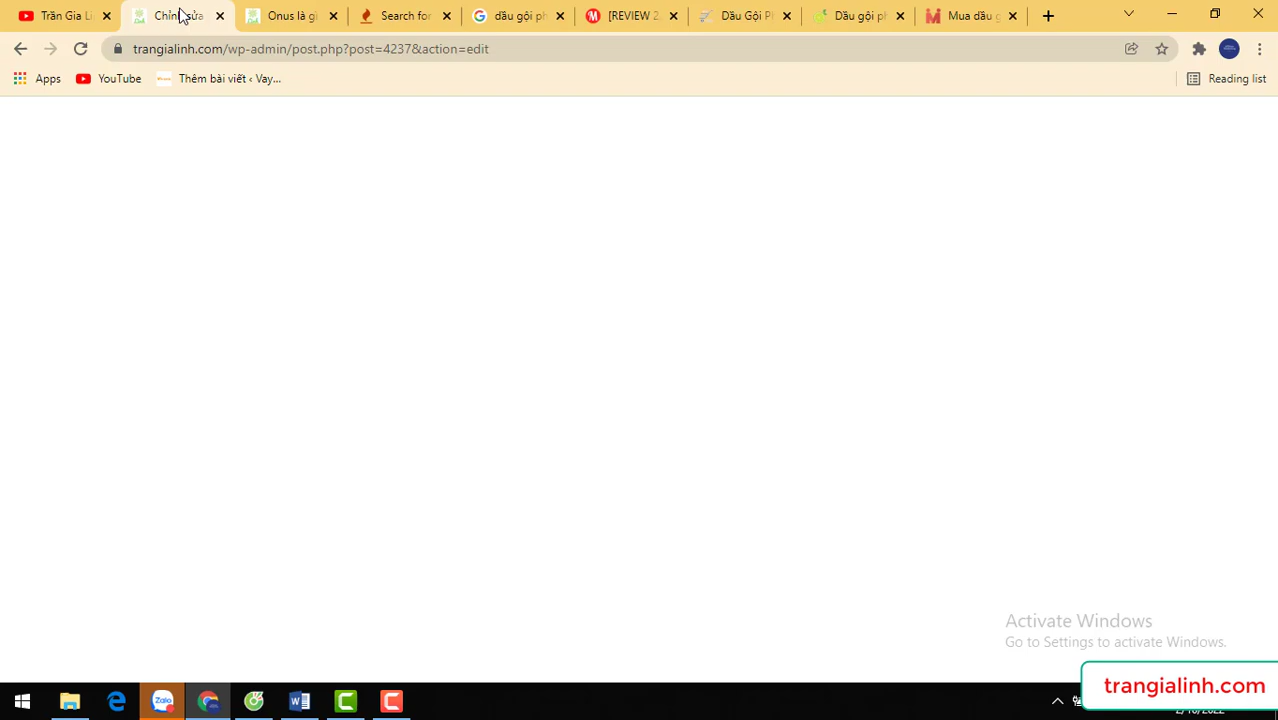 Trần Gia Li
Chỉnh sửa
Onus là gì
Search for
dầu gội ph
[REVIEW 2
Dầu Gội Ph
Dầu gội ph
Mua dầu g
trangialinh.com/wp-admin/post.php?post=4237&action=edit
Apps
YouTube
Thêm bài viết ‹ Vay...
Reading list
Activate Windows
Go to Settings to activate Windows.
Zalo
trangialinh.com